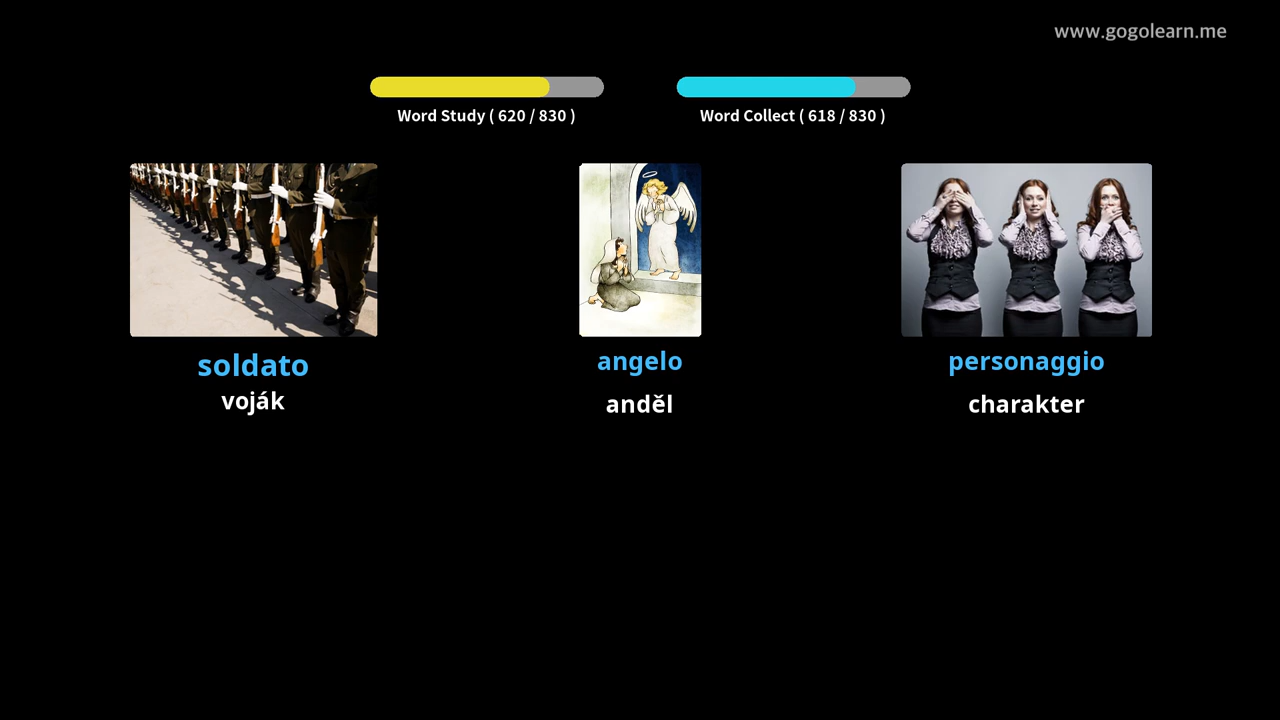 www.gogolearn.me
Word Study ( 620 / 830 )
Word Collect ( 618 / 830 )
soldato
voják
angelo
anděl
personaggio
charakter